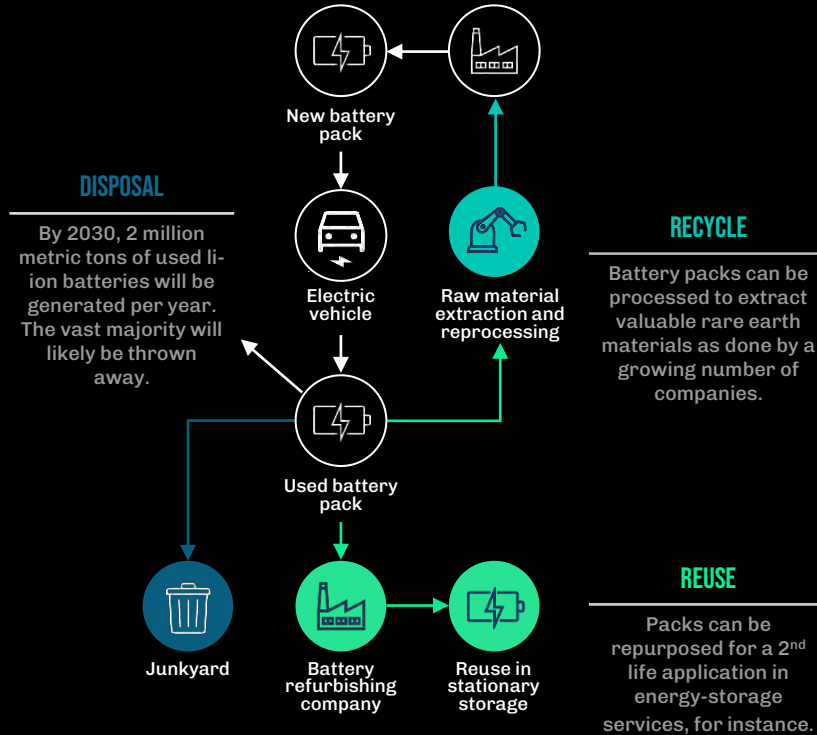 New battery
pack
DISPOSAL
By 2030, 2 million
metric tons of used li-
ion batteries will be
generated per year.
The vast majority will
likely be thrown
away.
Electric
vehicle
Raw material
extraction and
reprocessing
RECYCLE
Battery packs can be
processed to extract
valuable rare earth
materials as done by a
growing number of
companies.
Used battery
pack
Junkyard
Battery
refurbishing
company
Reuse in
stationary
storage
REUSE
Packs can be
repurposed for a 2nd
life application in
energy-storage
services, for instance.